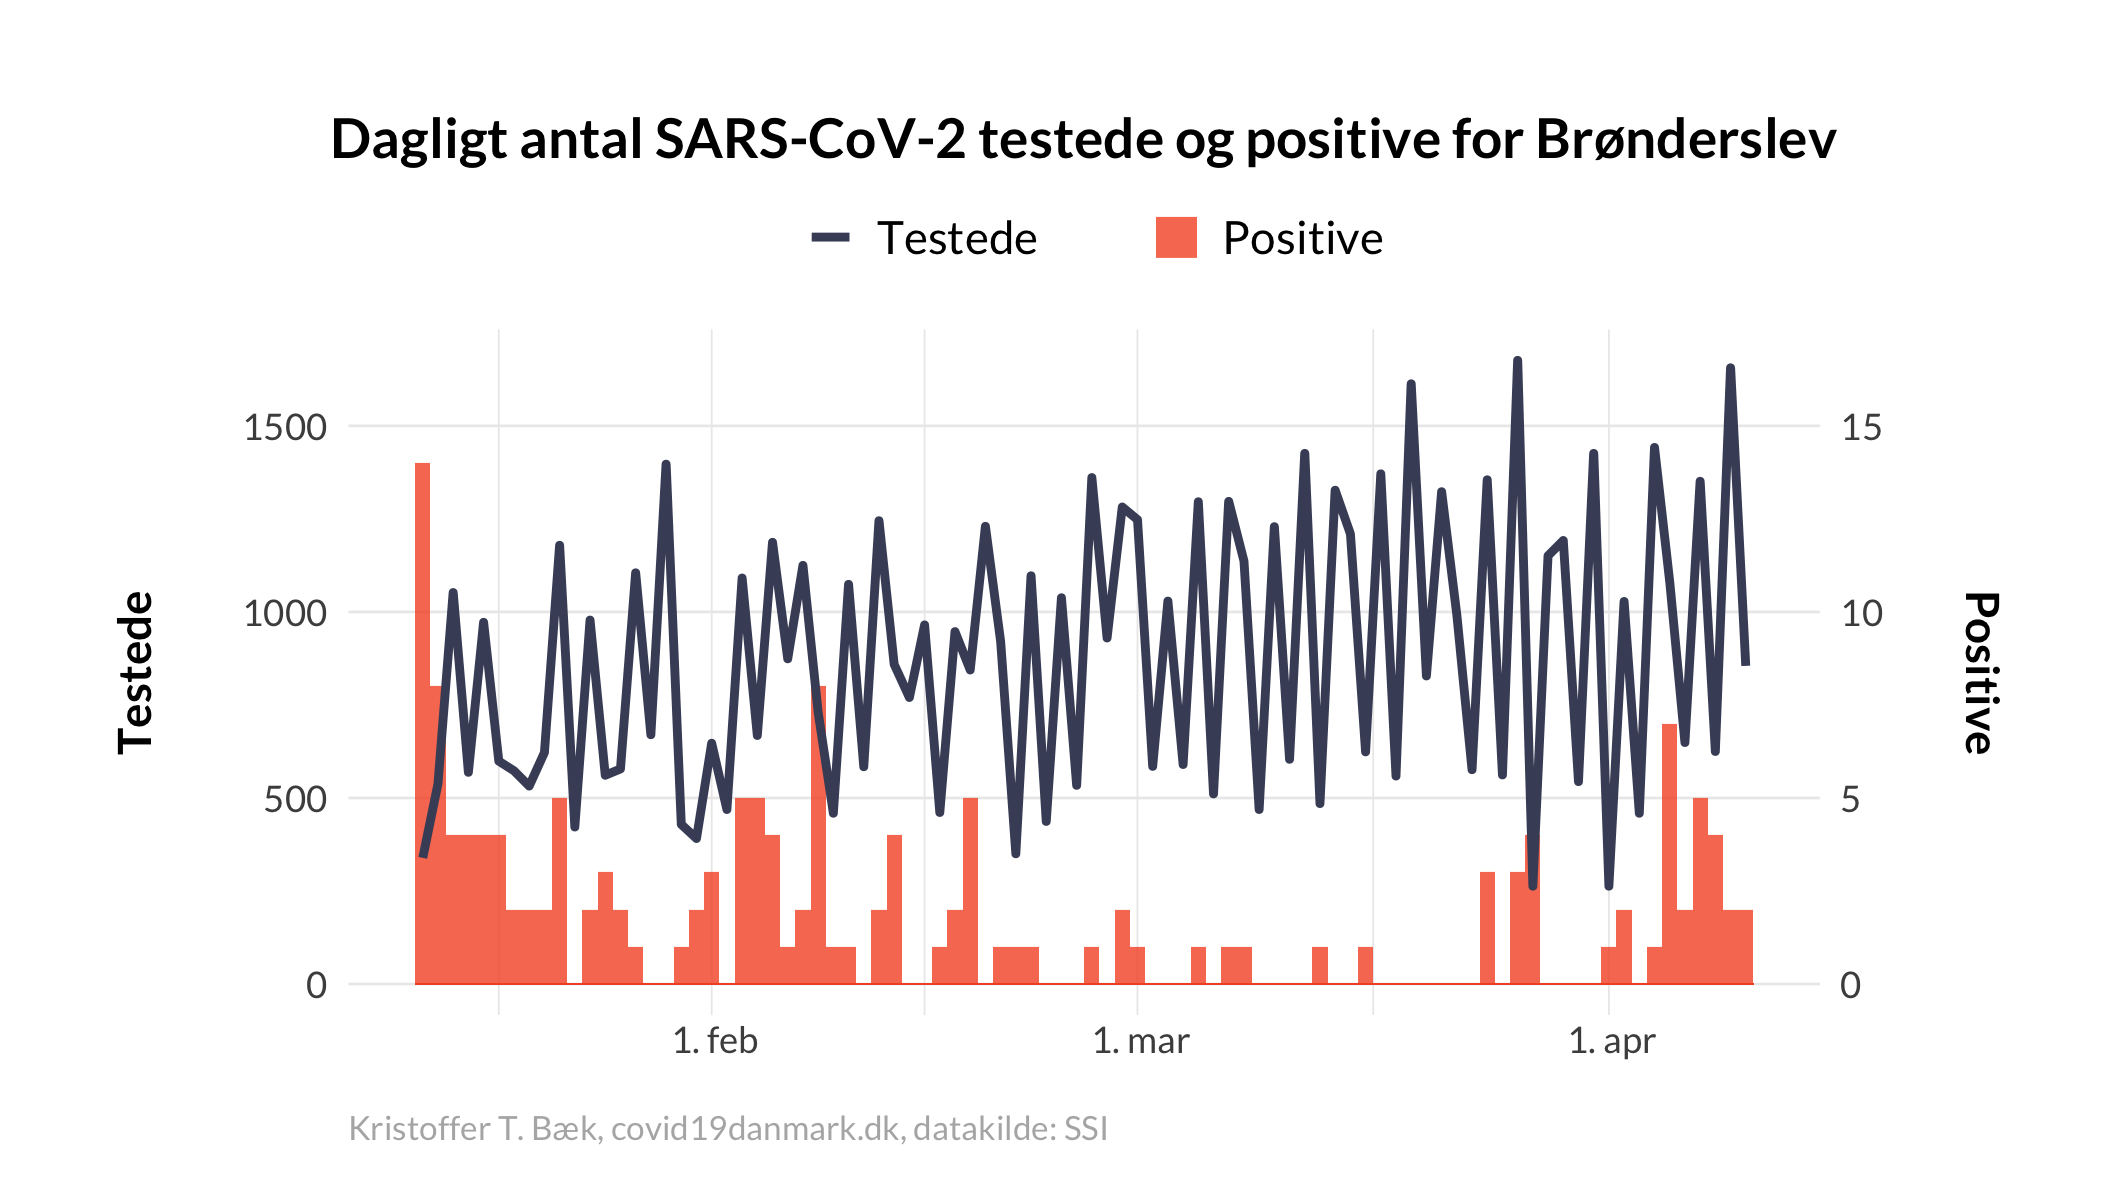 Dagligt antal SARS-CoV-2 testede og positive for Brønderslev
Testede
Positive
1500
1000
500
0
15
10
5
0
Testede
Positive
1. feb
1. mar
1. apr
Kristoffer T. Bæk, covid19danmark.dk, datakilde: SSI